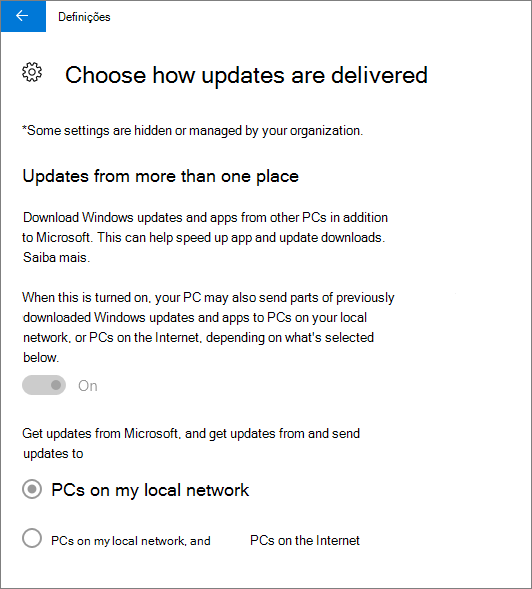 Definições
Choose how updates are delivered
*Some settings are hidden or managed by your organization.
Updates from more than one place
Download Windows updates and apps from other PCs in addition
to Microsoft. This can help speed up app and update downloads.
Saiba mais.
When this is turned on, your PC may also send parts of previously
downloaded Windows updates and apps to PCs on your local
network, or PCs on the Internet, depending on what's selected
below.
On
Get updates from Microsoft, and get updates from and send
updates to
PCs on my local network
PCs on my local network, and PCs on the Internet